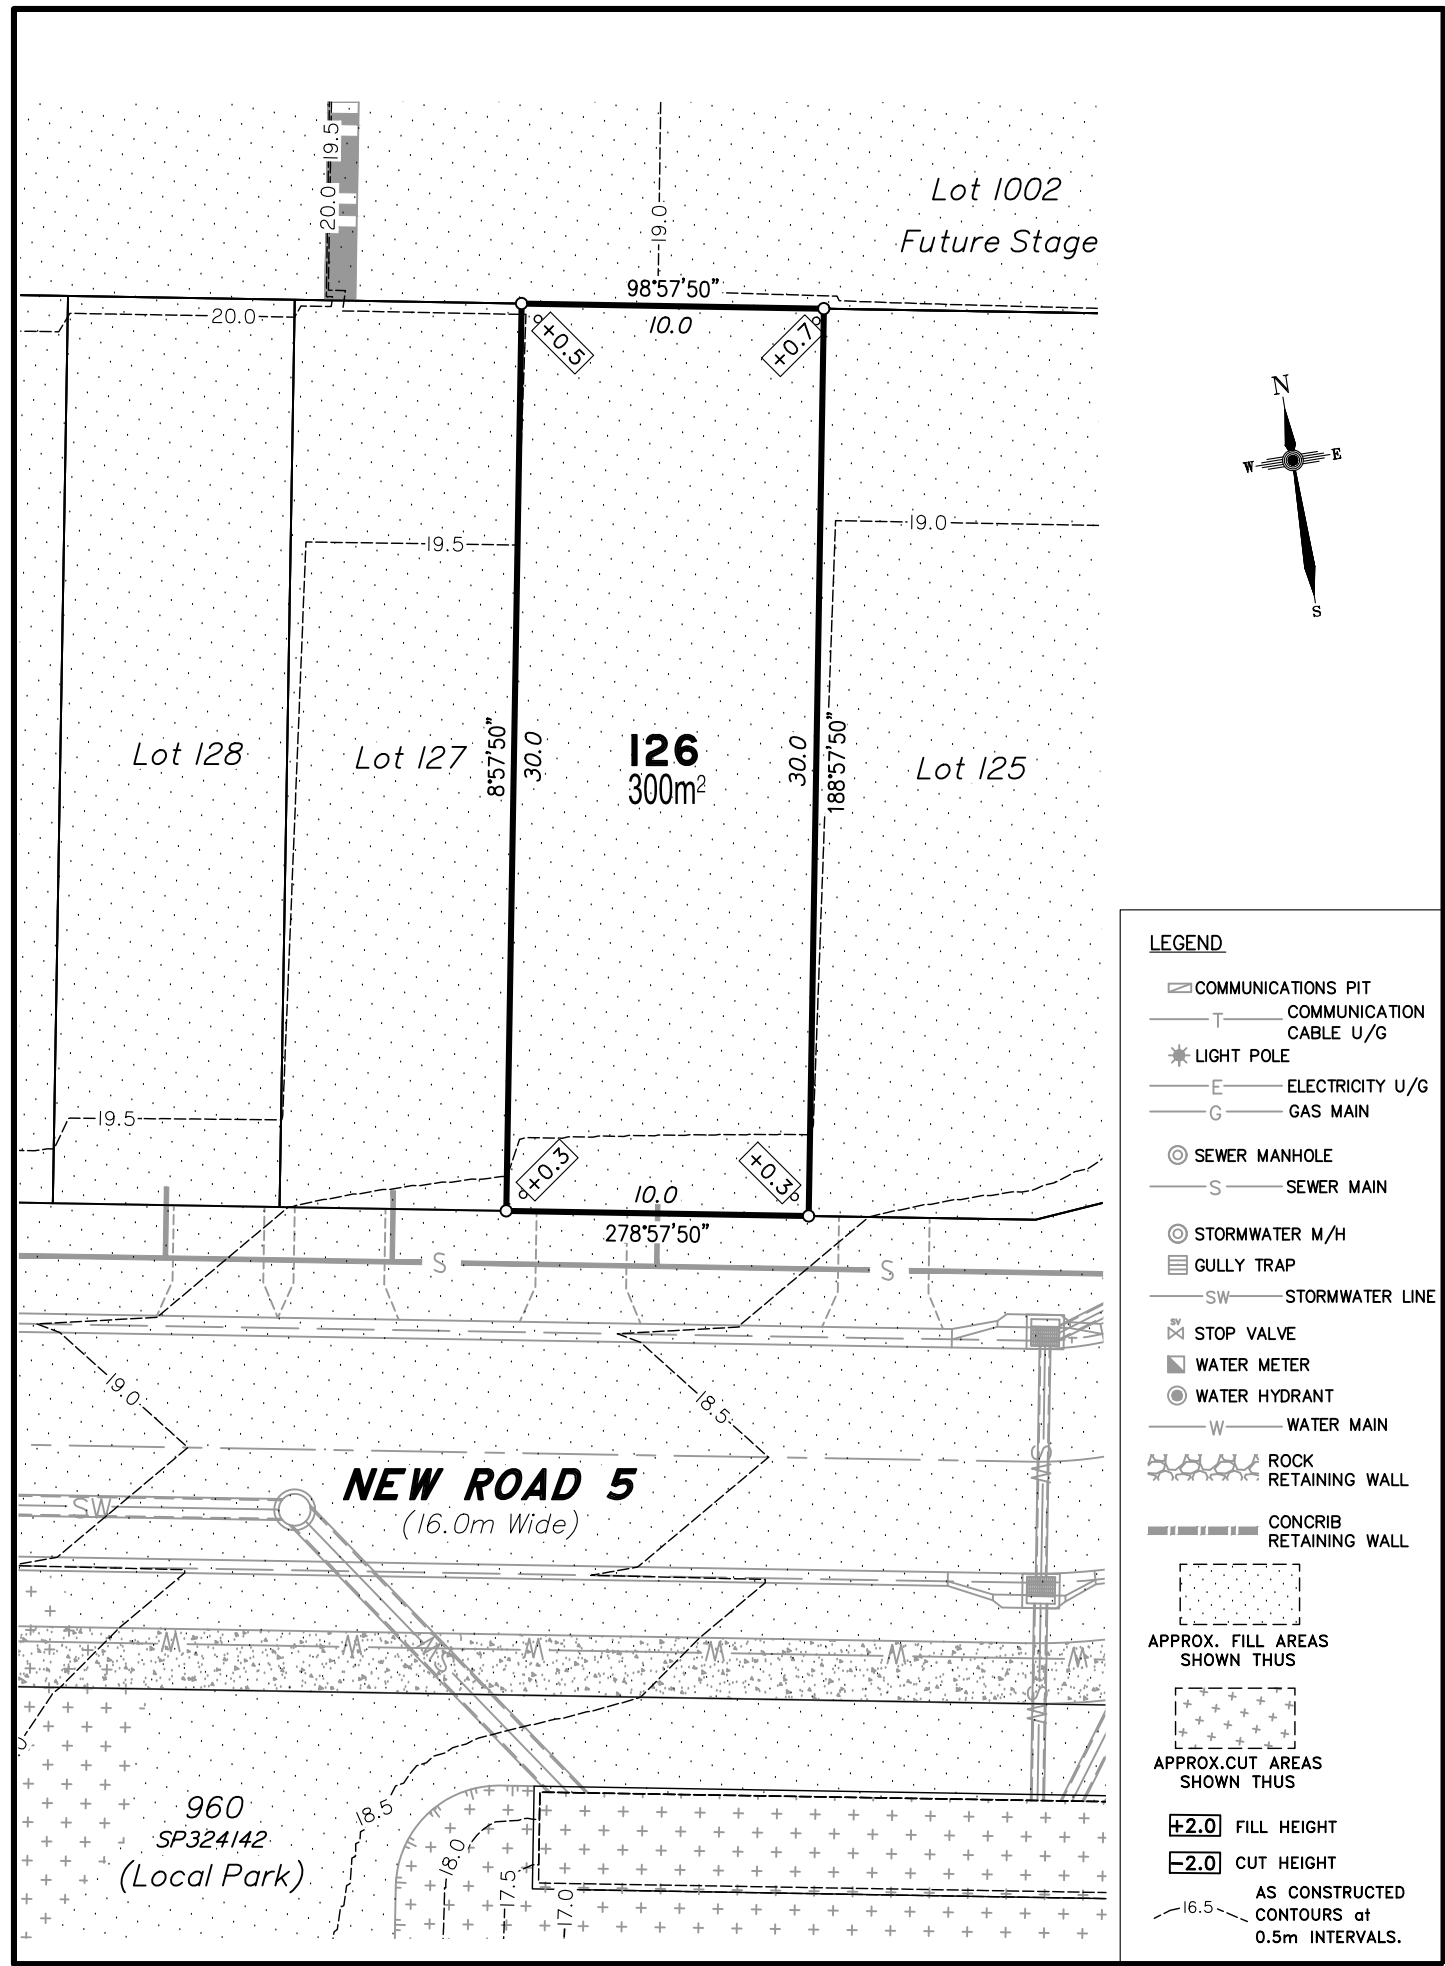 19.5
20.0
19.0
Lot 1002
Future Stage
98°57'50"
10.0
+0.5
+0.7
20.0
N
W
E
S
19.5
19.0
Lot 128
Lot 127
8°57'50"
30.0
126
300m²
30.0
188°57'50"
Lot 125
19.5
+0.3
+0.3
10.0
278°57'50"
S
S
19.0
18.5
NEW ROAD 5
(16.0m Wide)
SW
SW
SW
SW
W
W
W
W
W
W
960
SP324142
(Local Park)
18.5
18.0
17.5
17.0
LEGEND
COMMUNICATIONS PIT
T
COMMUNICATION
CABLE U/G
LIGHT POLE
E
ELECTRICITY U/G
G
GAS MAIN
SEWER MANHOLE
S
SEWER MAIN
STORMWATER M/H
GULLY TRAP
SW
STORMWATER LINE
SV
STOP VALVE
WATER METER
WATER HYDRANT
W
WATER MAIN
ROCK
RETAINING WALL
CONCRIB
RETAINING WALL
APPROX. FILL AREAS
SHOWN THUS
APPROX.CUT AREAS
SHOWN THUS
+2.0 FILL HEIGHT
-2.0 CUT HEIGHT
16.5
AS CONSTRUCTED
CONTOURS at
0.5m INTERVALS.